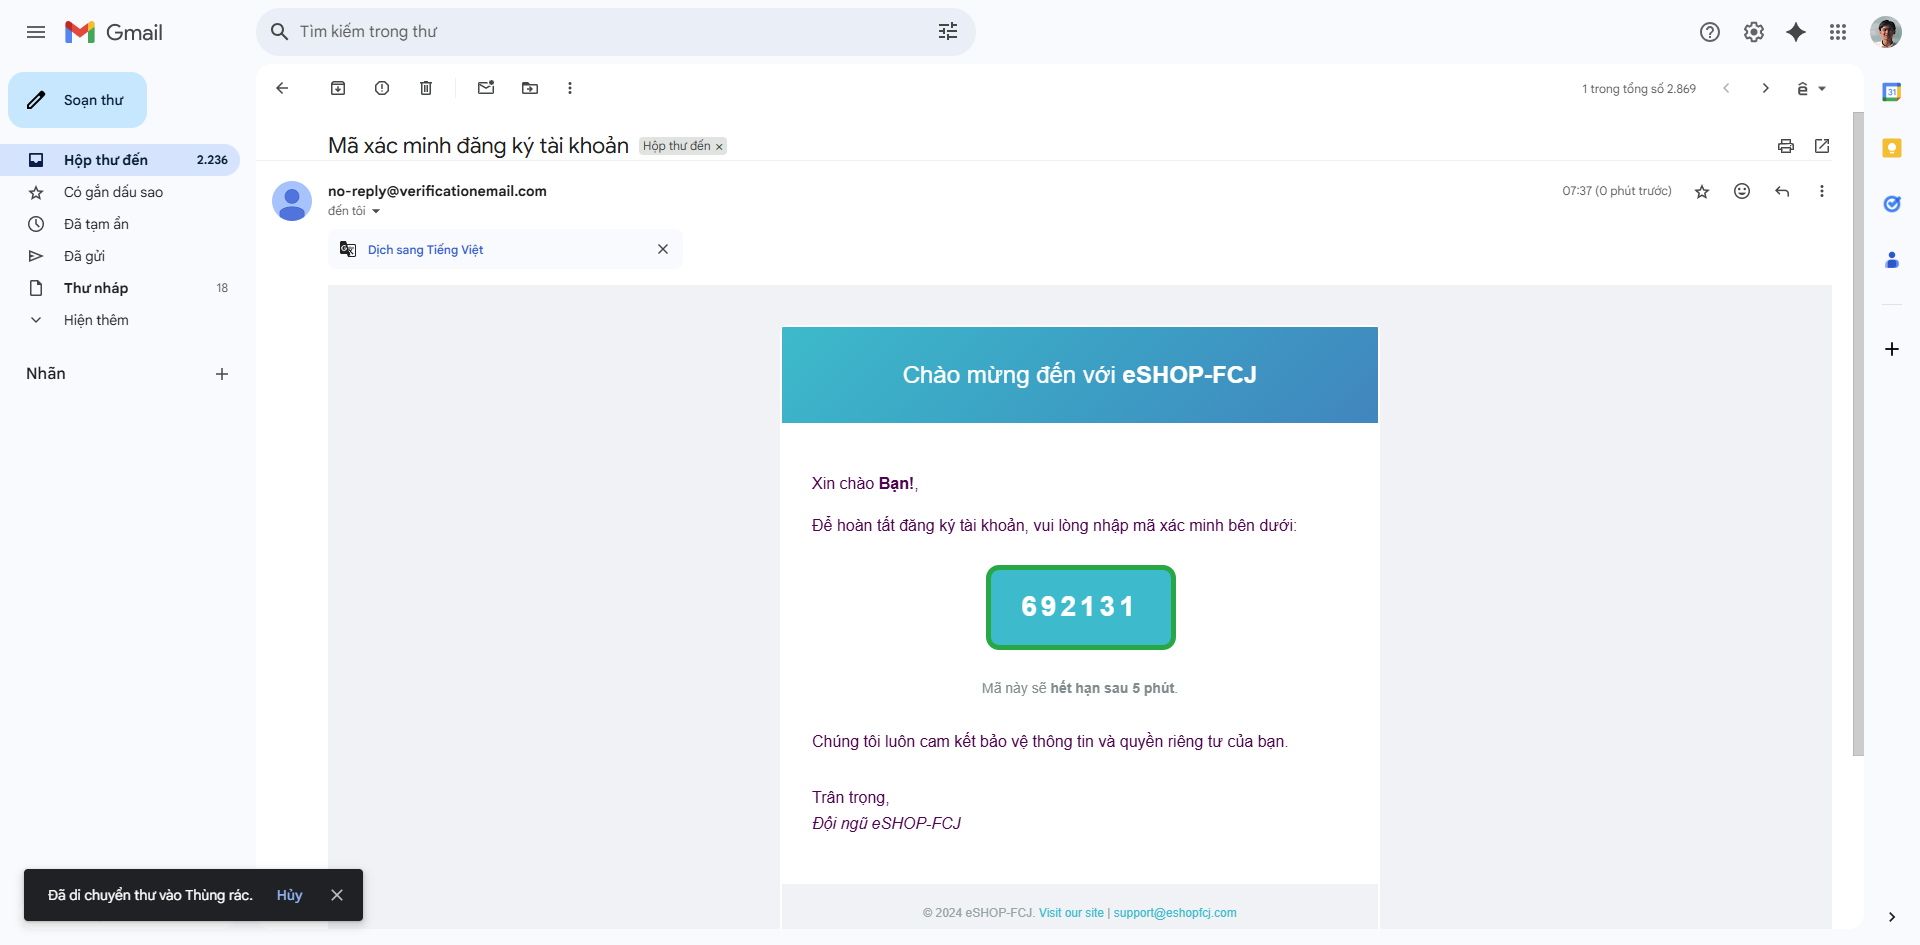 Gmail
Tìm kiếm trong thư
Soạn thư
1 trong tổng số 2.869
Hộp thư đến 2.236
Có gắn dấu sao
Đã tạm ẩn
Đã gửi
Thư nháp 18
Hiện thêm
Nhãn
Mã xác minh đăng ký tài khoản Hộp thư đến ×
no-reply@verificationemail.com
07:37 (0 phút trước)
đến tôi
Dịch sang Tiếng Việt
Chào mừng đến với eSHOP-FCJ
Xin chào Bạn!,
Để hoàn tất đăng ký tài khoản, vui lòng nhập mã xác minh bên dưới:
692131
Mã này sẽ hết hạn sau 5 phút.
Chúng tôi luôn cam kết bảo vệ thông tin và quyền riêng tư của bạn.
Trân trọng,
Đội ngũ eSHOP-FCJ
© 2024 eSHOP-FCJ. Visit our site | support@eshopfcj.com
Đã di chuyển thư vào Thùng rác. Hủy
31